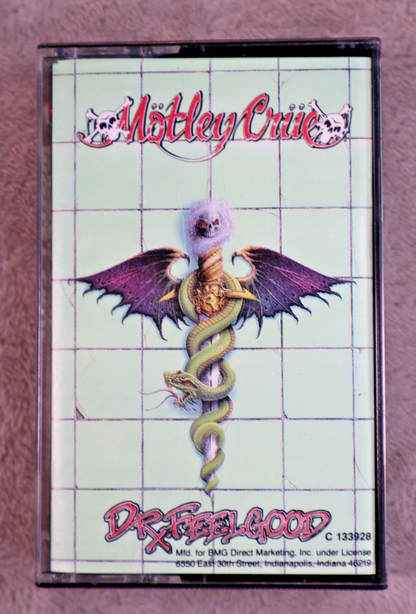 Mötley Crüe
DR. FEELGOOD
C 133928
Mfd. for BMG Direct Marketing, Inc. under License
6550 East 30th Street, Indianapolis, Indiana 46219